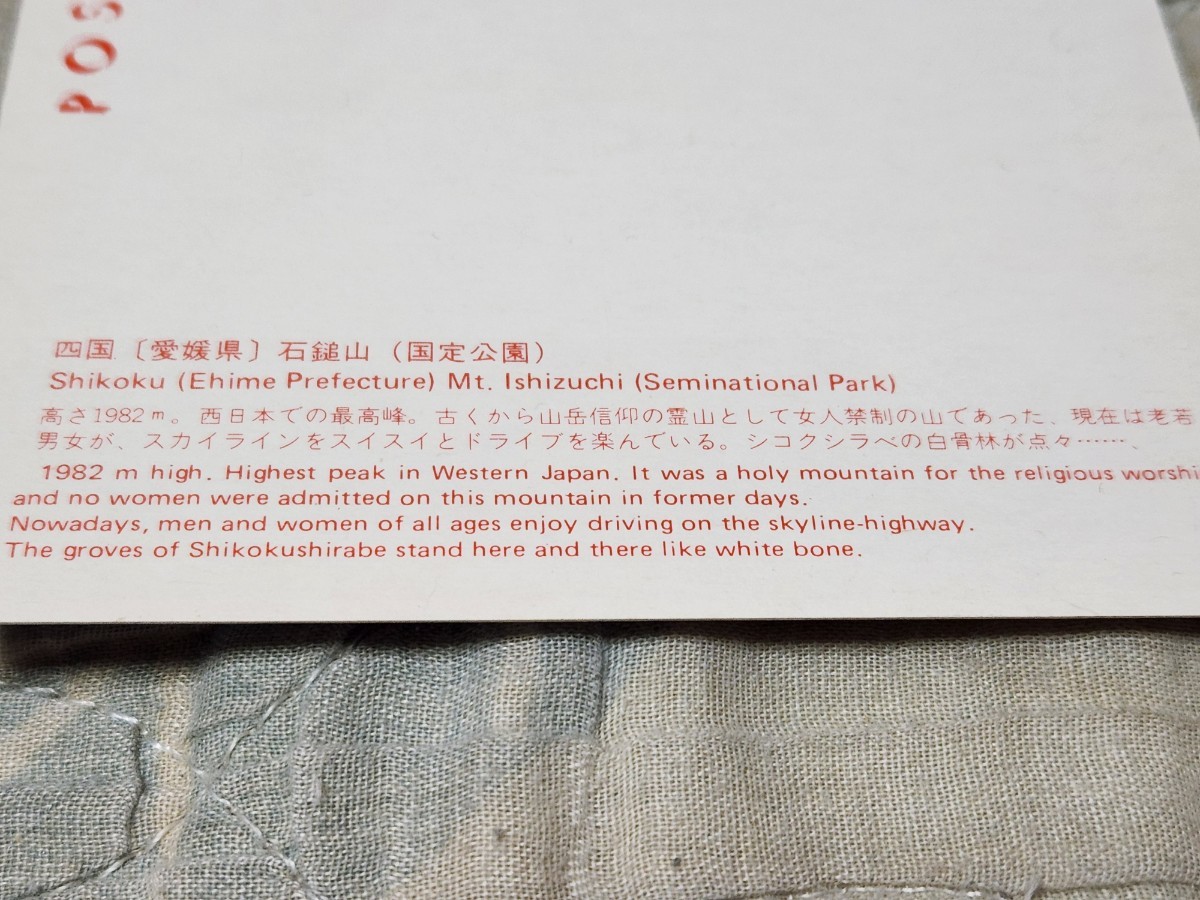 POS
四国〔愛媛県〕石鎚山（国定公園）
Shikoku (Ehime Prefecture) Mt. Ishizuchi (Seminational Park)
高さ1982m。西日本での最高峰。古くから山岳信仰の霊山として女人禁制の山であった、現在は老若
男女が、スカイラインをスイスイとドライブを楽んでいる。シコクシラベの白骨林が点々……、
1982 m high. Highest peak in Western Japan. It was a holy mountain for the religious worshi
and no women were admitted on this mountain in former days.
Nowadays, men and women of all ages enjoy driving on the skyline-highway.
The groves of Shikokushirabe stand here and there like white bone.